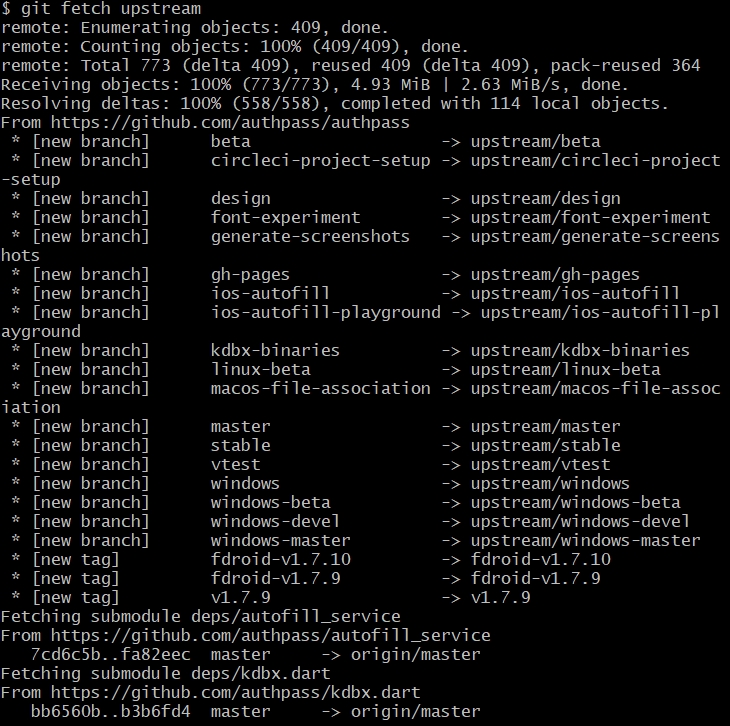 $ git fetch upstream
remote: Enumerating objects: 409, done.
remote: Counting objects: 100% (409/409), done.
remote: Total 773 (delta 409), reused 409 (delta 409), pack-reused 364
Receiving objects: 100% (773/773), 4.93 MiB | 2.63 MiB/s, done.
Resolving deltas: 100% (558/558), completed with 114 local objects.
From https://github.com/authpass/authpass
 * [new branch]      beta                   -> upstream/beta
 * [new branch]      circleci-project-setup -> upstream/circleci-project
-setup
 * [new branch]      design                 -> upstream/design
 * [new branch]      font-experiment        -> upstream/font-experiment
 * [new branch]      generate-screenshots   -> upstream/generate-screens
hots
 * [new branch]      gh-pages               -> upstream/gh-pages
 * [new branch]      ios-autofill           -> upstream/ios-autofill
 * [new branch]      ios-autofill-playground -> upstream/ios-autofill-pl
ayground
 * [new branch]      kdbx-binaries          -> upstream/kdbx-binaries
 * [new branch]      linux-beta             -> upstream/linux-beta
 * [new branch]      macos-file-association -> upstream/macos-file-assoc
iation
 * [new branch]      master                 -> upstream/master
 * [new branch]      stable                 -> upstream/stable
 * [new branch]      vtest                  -> upstream/vtest
 * [new branch]      windows                -> upstream/windows
 * [new branch]      windows-beta           -> upstream/windows-beta
 * [new branch]      windows-devel          -> upstream/windows-devel
 * [new branch]      windows-master         -> upstream/windows-master
 * [new tag]         fdroid-v1.7.10         -> fdroid-v1.7.10
 * [new tag]         fdroid-v1.7.9          -> fdroid-v1.7.9
 * [new tag]         v1.7.9                 -> v1.7.9
Fetching submodule deps/autofill_service
From https://github.com/authpass/autofill_service
   7cd6c5b..fa82eec  master     -> origin/master
Fetching submodule deps/kdbx.dart
From https://github.com/authpass/kdbx.dart
   bb6560b..b3b6fd4  master     -> origin/master